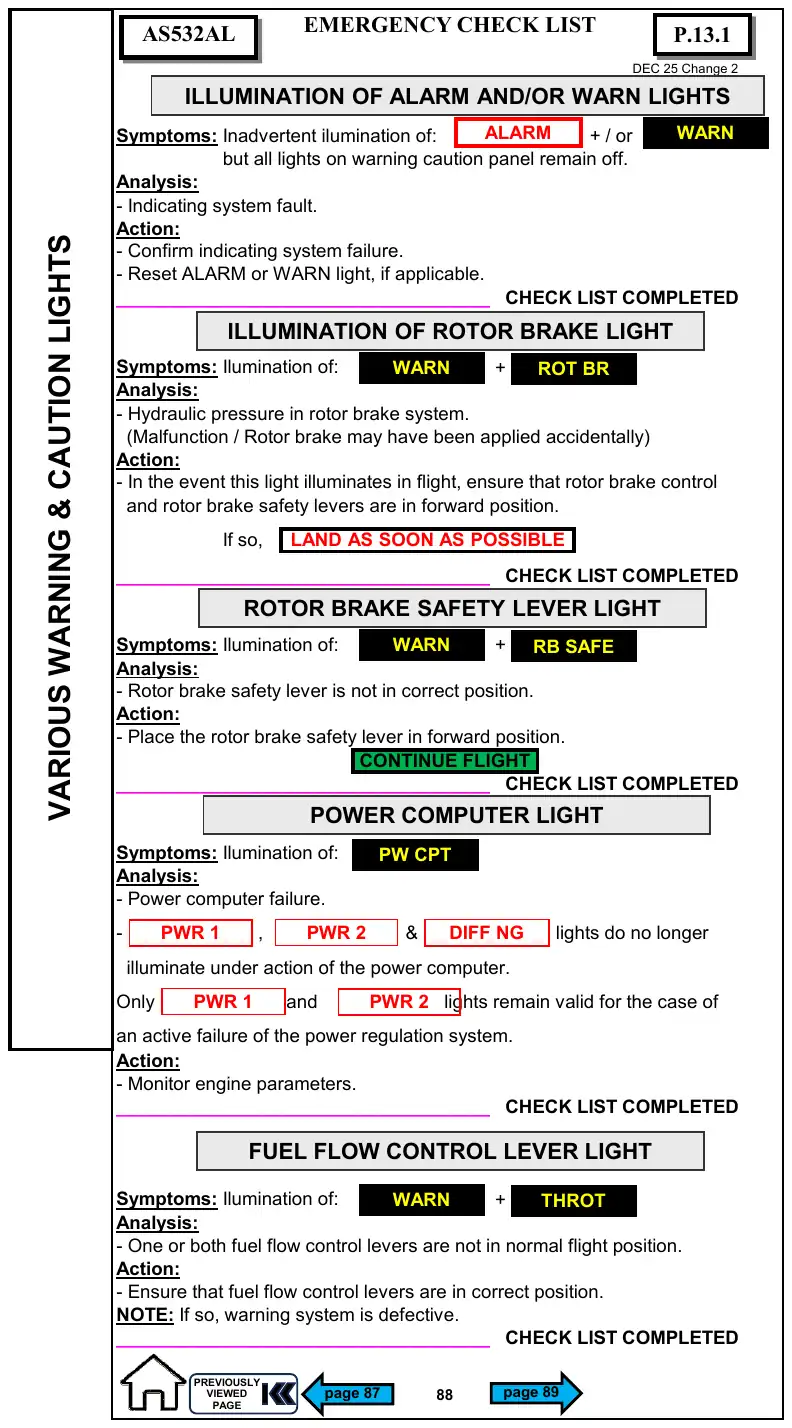 AS532AL
EMERGENCY CHECK LIST
P.13.1
DEC 25 Change 2
VARIOUS WARNING & CAUTION LIGHTS
ILLUMINATION OF ALARM AND/OR WARN LIGHTS
Symptoms: Inadvertent ilumination of: ALARM + / or WARN
but all lights on warning caution panel remain off.
Analysis:
- Indicating system fault.
Action:
- Confirm indicating system failure.
- Reset ALARM or WARN light, if applicable.
CHECK LIST COMPLETED
ILLUMINATION OF ROTOR BRAKE LIGHT
Symptoms: Ilumination of: WARN + ROT BR
Analysis:
- Hydraulic pressure in rotor brake system.
(Malfunction / Rotor brake may have been applied accidentally)
Action:
- In the event this light illuminates in flight, ensure that rotor brake control
and rotor brake safety levers are in forward position.
If so, LAND AS SOON AS POSSIBLE
CHECK LIST COMPLETED
ROTOR BRAKE SAFETY LEVER LIGHT
Symptoms: Ilumination of: WARN + RB SAFE
Analysis:
- Rotor brake safety lever is not in correct position.
Action:
- Place the rotor brake safety lever in forward position.
CONTINUE FLIGHT
CHECK LIST COMPLETED
POWER COMPUTER LIGHT
Symptoms: Ilumination of: PW CPT
Analysis:
- Power computer failure.
- PWR 1 , PWR 2 & DIFF NG lights do no longer
illuminate under action of the power computer.
Only PWR 1 and PWR 2 lights remain valid for the case of
an active failure of the power regulation system.
Action:
- Monitor engine parameters.
CHECK LIST COMPLETED
FUEL FLOW CONTROL LEVER LIGHT
Symptoms: Ilumination of: WARN + THROT
Analysis:
- One or both fuel flow control levers are not in normal flight position.
Action:
- Ensure that fuel flow control levers are in correct position.
NOTE: If so, warning system is defective.
CHECK LIST COMPLETED
PREVIOUSLY
VIEWED
PAGE
page 87
88
page 89